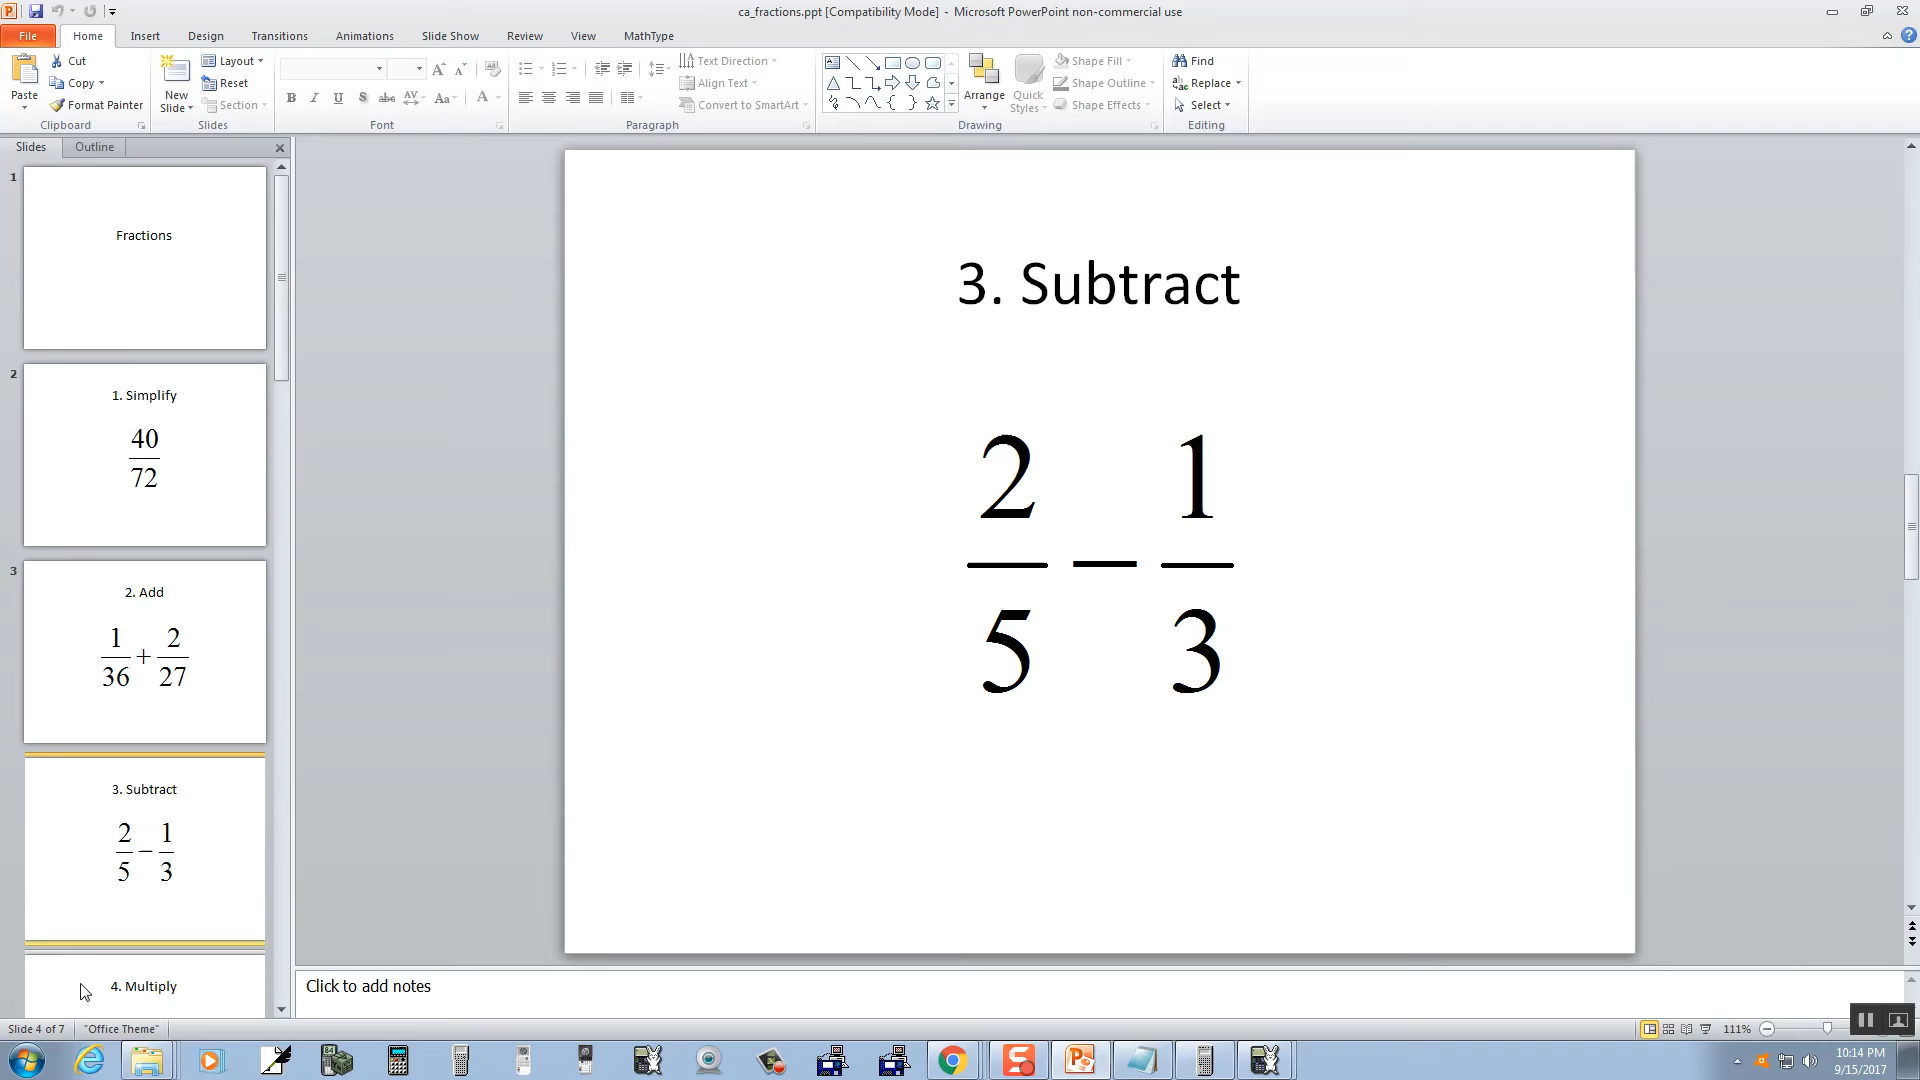 ca_fractions.ppt [Compatibility Mode] - Microsoft PowerPoint non-commercial use
File Home Insert Design Transitions Animations Slide Show Review View MathType
Paste
Cut
Copy
Format Painter
Clipboard
New Slide
Layout
Reset
Section
Slides
B I U S abc AV Aa A
Font
Text Direction
Align Text
Convert to SmartArt
Paragraph
Arrange
Quick Styles
Shape Fill
Shape Outline
Shape Effects
Drawing
Find
Replace
Select
Editing
Slides Outline
1
Fractions
2
1. Simplify
40
72
3
2. Add
1 2
+
36 27
3. Subtract
2 1
−
5 3
4. Multiply
3. Subtract
2 1
−
5 3
Click to add notes
Slide 4 of 7 "Office Theme" 111%
10:14 PM
9/15/2017